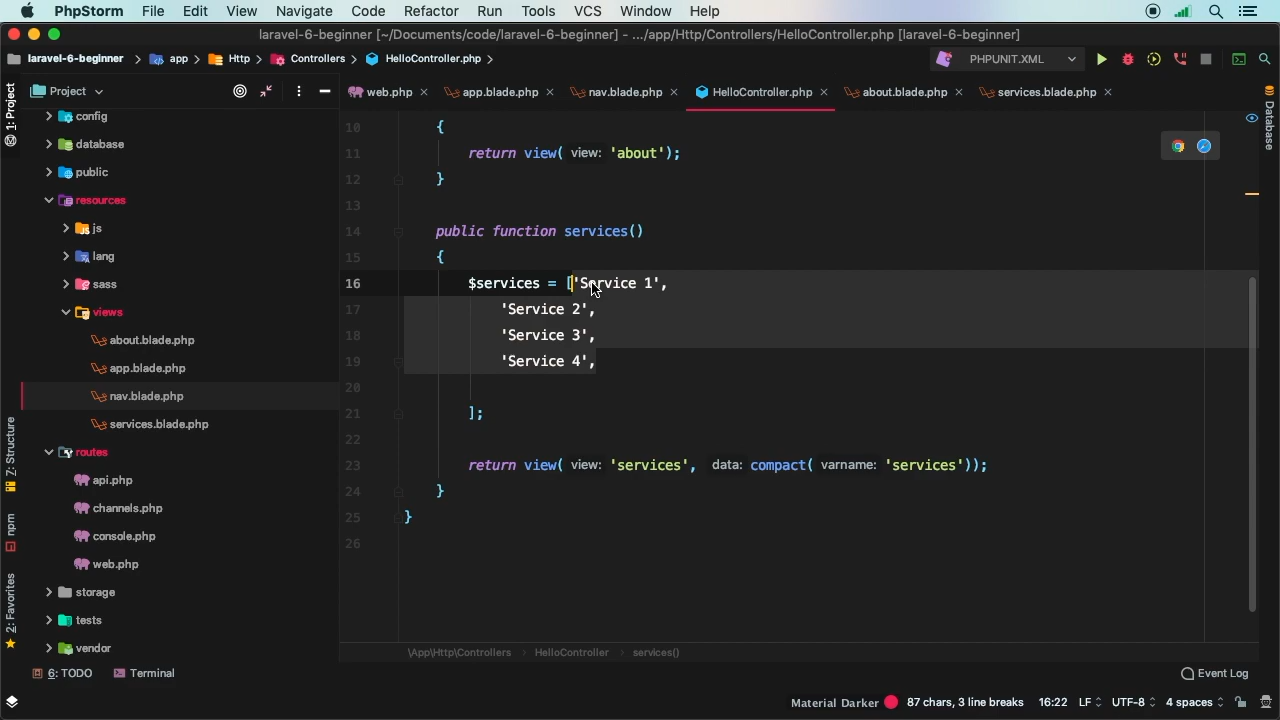 PhpStorm File Edit View Navigate Code Refactor Run Tools VCS Window Help
laravel-6-beginner [~/Documents/code/laravel-6-beginner] - .../app/Http/Controllers/HelloController.php [laravel-6-beginner]
laravel-6-beginner app Http Controllers HelloController.php PHPUNIT.XML
1: Project
Project
web.php app.blade.php nav.blade.php HelloController.php about.blade.php services.blade.php
Database
config
database
public
resources
js
lang
sass
views
about.blade.php
app.blade.php
nav.blade.php
services.blade.php
routes
api.php
channels.php
console.php
web.php
storage
tests
vendor
7: Structure
npm
2: Favorites
10 {
11 return view( view: 'about');
12 }
13
14 public function services()
15 {
16 $services = ['Service 1',
17 'Service 2',
18 'Service 3',
19 'Service 4',
20
21 ];
22
23 return view( view: 'services', data: compact( varname: 'services'));
24 }
25 }
26
\App\Http\Controllers HelloController services()
6: TODO Terminal Event Log
Material Darker 87 chars, 3 line breaks 16:22 LF UTF-8 4 spaces